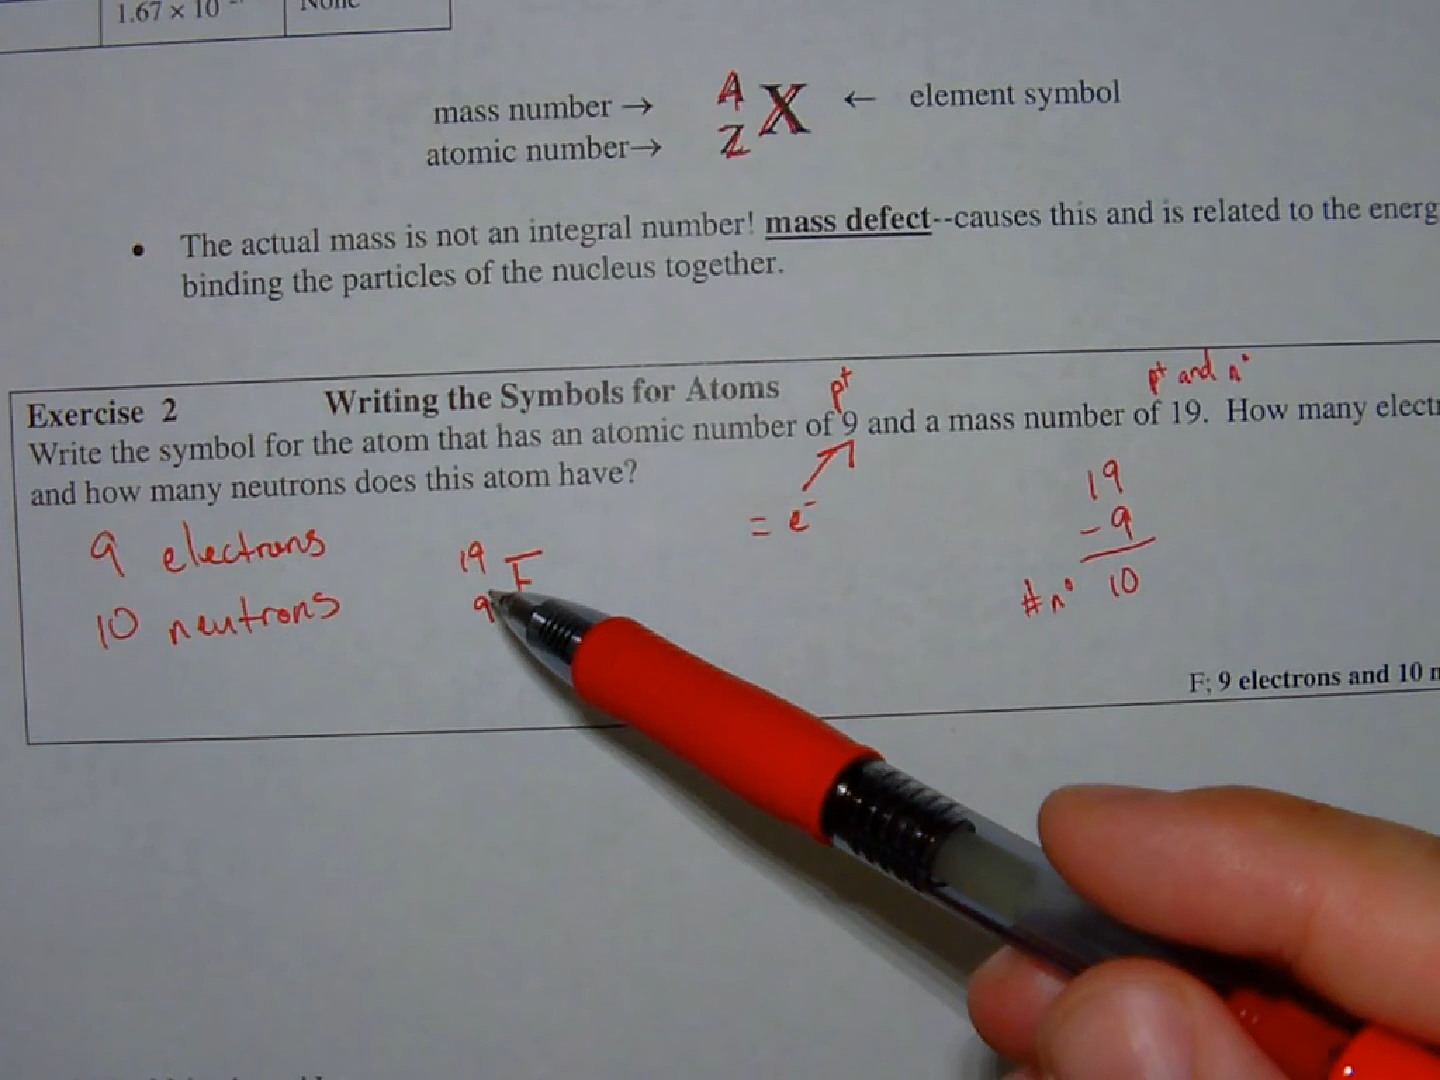 1.67 × 10
None
A
mass number → X ← element symbol
atomic number→ Z
• The actual mass is not an integral number! mass defect--causes this and is related to the energ
binding the particles of the nucleus together.
p+ p+ and n°
Exercise 2 Writing the Symbols for Atoms
Write the symbol for the atom that has an atomic number of 9 and a mass number of 19. How many electr
and how many neutrons does this atom have?
= e-
19
- 9
#n° 10
9 electrons
10 neutrons
19 F
9
F; 9 electrons and 10 n